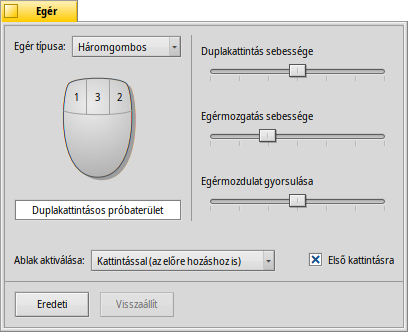 Egér
Egér típusa: Háromgombos
1 3 2
Duplakattintásos próbaterület
Duplakattintás sebessége
Egérmozgatás sebessége
Egérmozdulat gyorsulása
Ablak aktiválása: Kattintással (az előre hozáshoz is)
Első kattintásra
Eredeti
Visszaállít